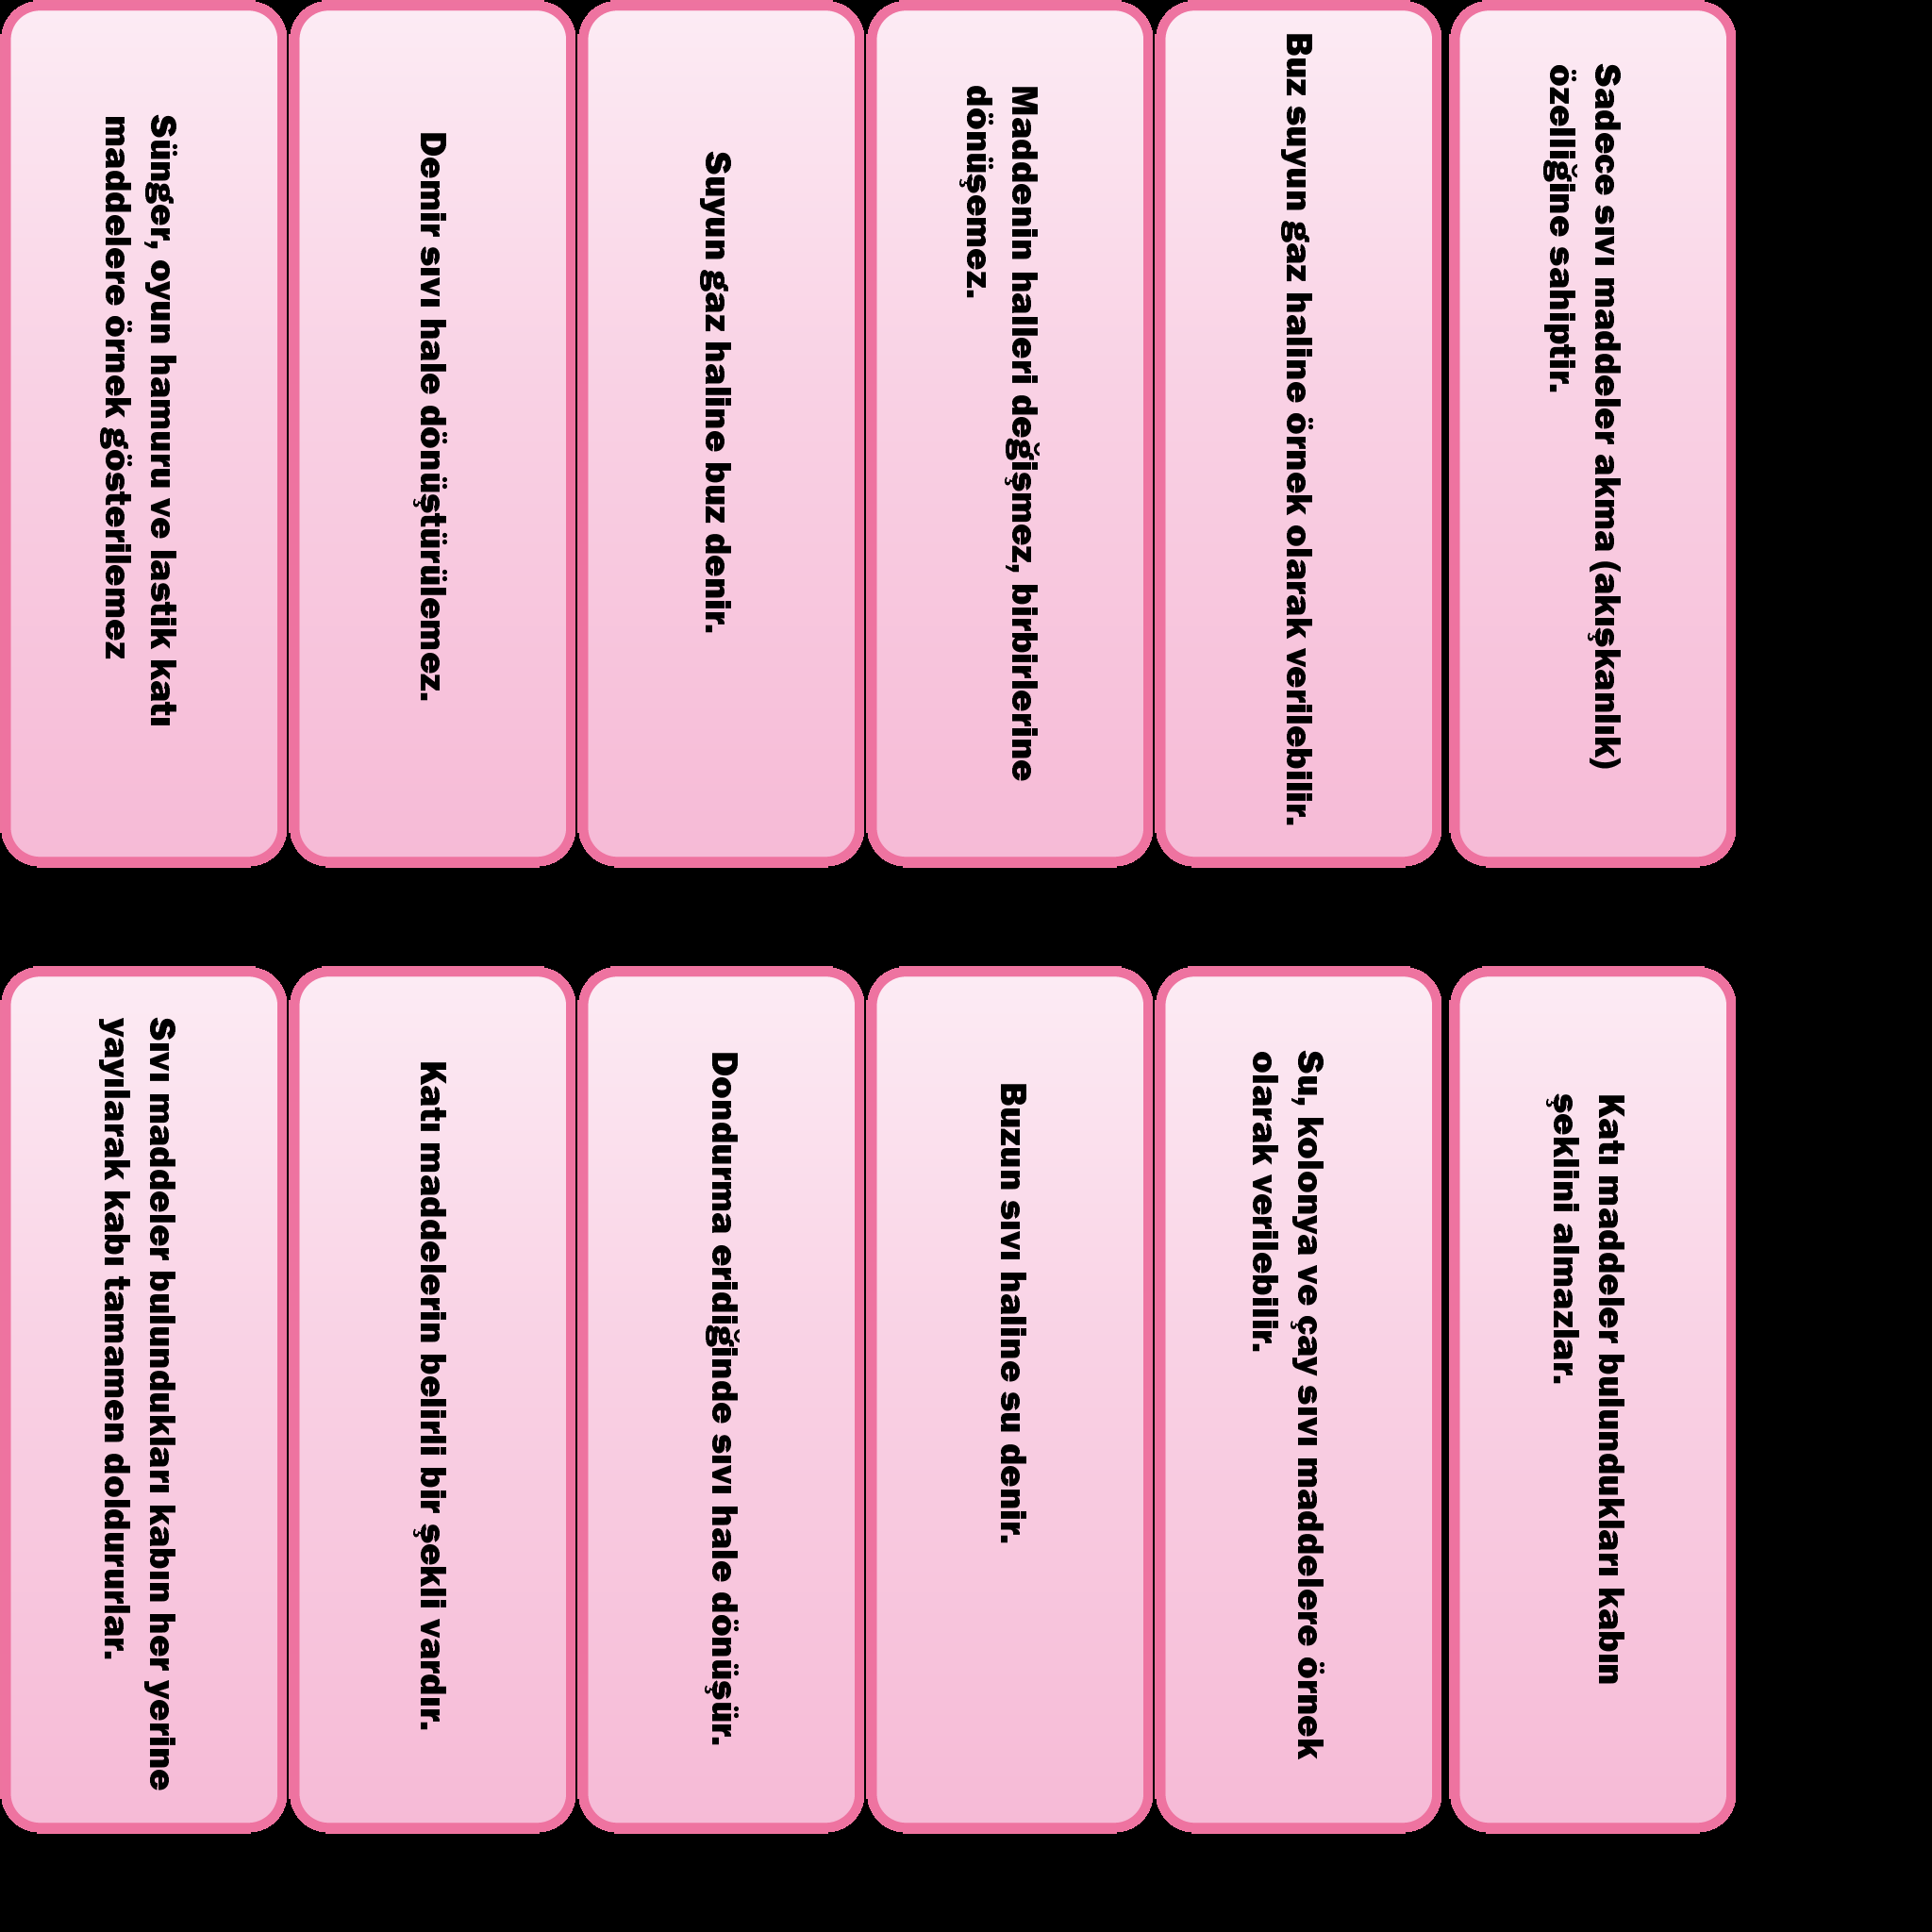 Sadece sıvı maddeler akma (akışkanlık)
özelliğine sahiptir.
Buz suyun gaz haline örnek olarak verilebilir.
Maddenin halleri değişmez, birbirlerine
dönüşemez.
Suyun gaz haline buz denir.
Demir sıvı hale dönüştürülemez.
Sünger, oyun hamuru ve lastik katı
maddelere örnek gösterilemez
Katı maddeler bulundukları kabın
şeklini almazlar.
Su, kolonya ve çay sıvı maddelere örnek
olarak verilebilir.
Buzun sıvı haline su denir.
Dondurma eridiğinde sıvı hale dönüşür.
Katı maddelerin belirli bir şekli vardır.
Sıvı maddeler bulundukları kabın her yerine
yayılarak kabı tamamen doldururlar.